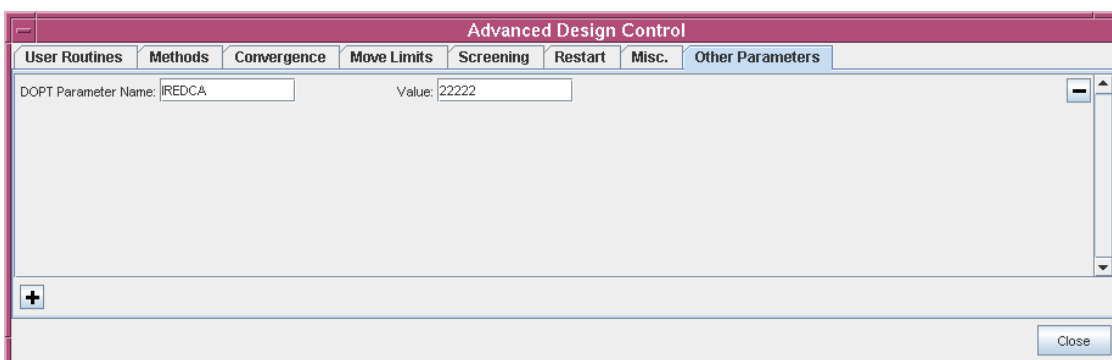 Advanced Design Control
User Routines Methods Convergence Move Limits Screening Restart Misc. Other Parameters
DOPT Parameter Name: IREDCA Value: 22222
Close